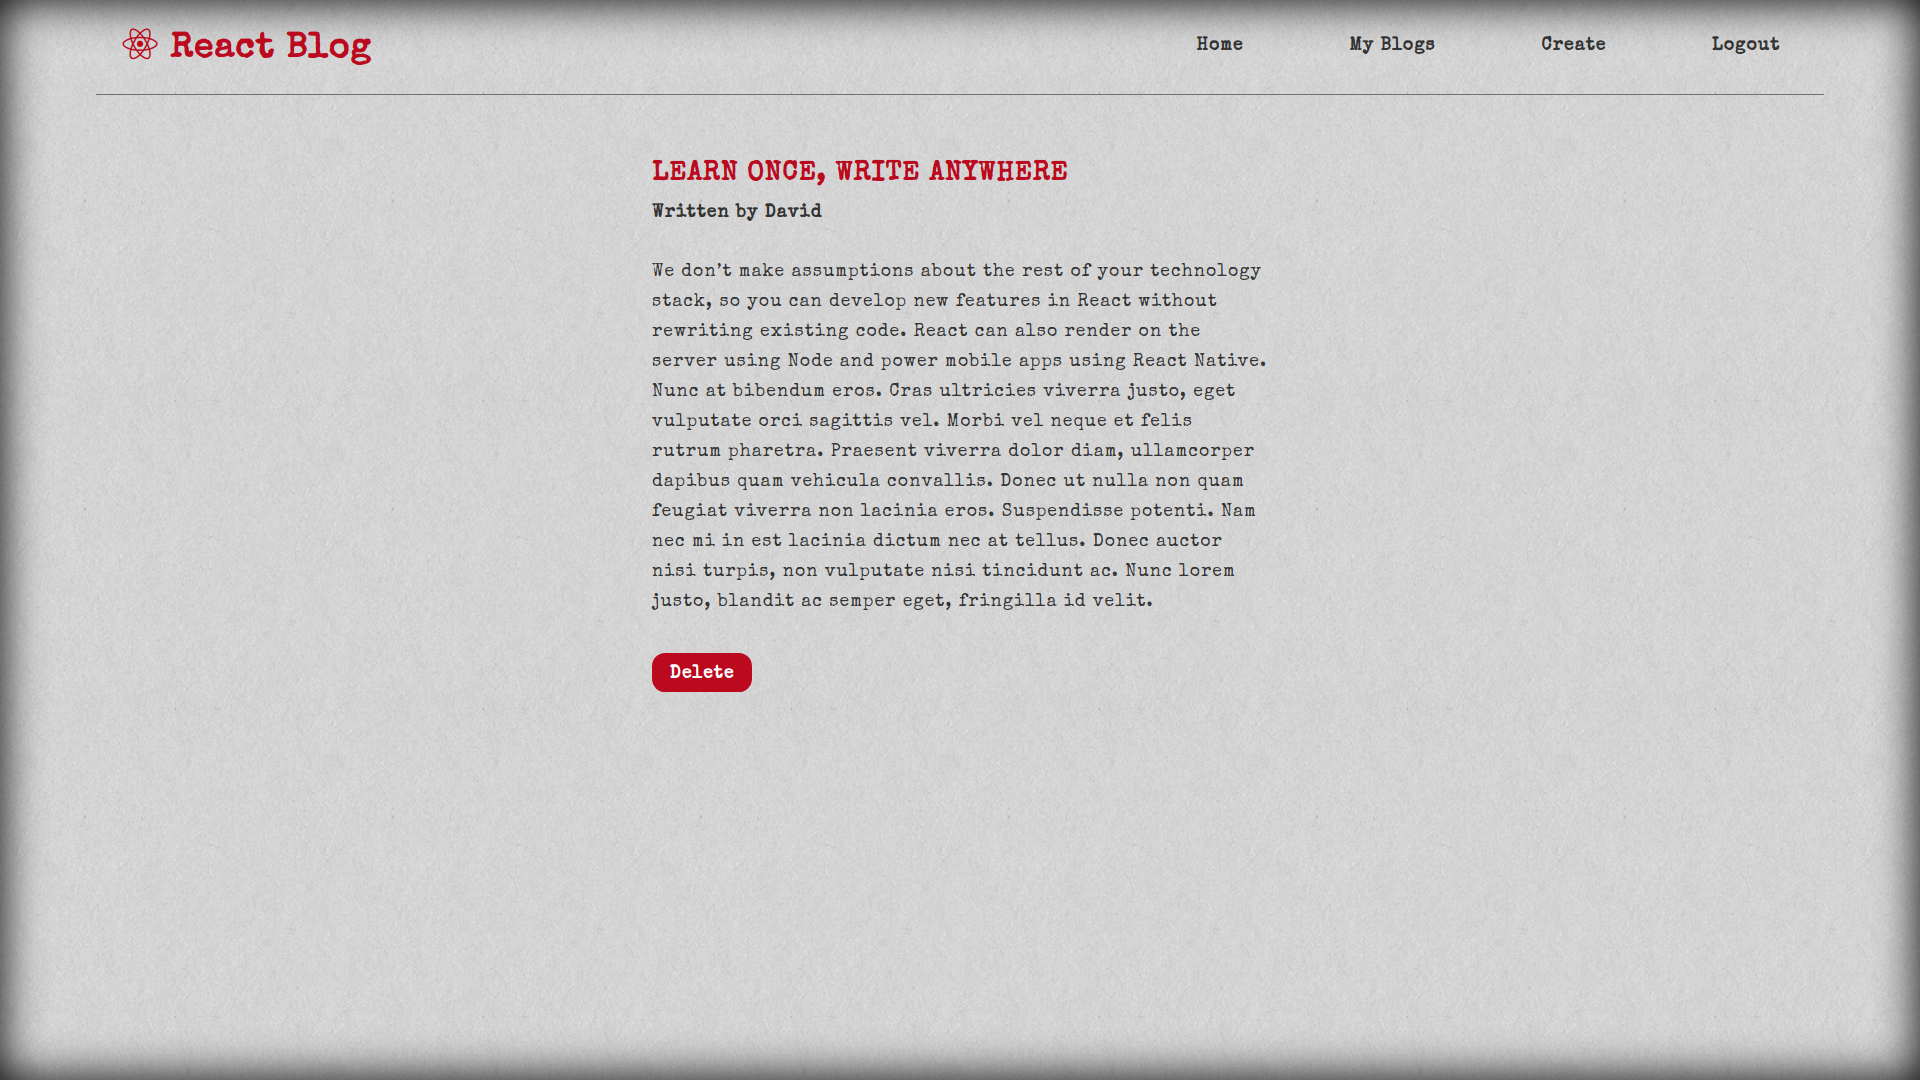 React Blog
Home
My Blogs
Create
Logout
LEARN ONCE, WRITE ANYWHERE
Written by David
We don't make assumptions about the rest of your technology
stack, so you can develop new features in React without
rewriting existing code. React can also render on the
server using Node and power mobile apps using React Native.
Nunc at bibendum eros. Cras ultricies viverra justo, eget
vulputate orci sagittis vel. Morbi vel neque et felis
rutrum pharetra. Praesent viverra dolor diam, ullamcorper
dapibus quam vehicula convallis. Donec ut nulla non quam
feugiat viverra non lacinia eros. Suspendisse potenti. Nam
nec mi in est lacinia dictum nec at tellus. Donec auctor
nisi turpis, non vulputate nisi tincidunt ac. Nunc lorem
justo, blandit ac semper eget, fringilla id velit.
Delete